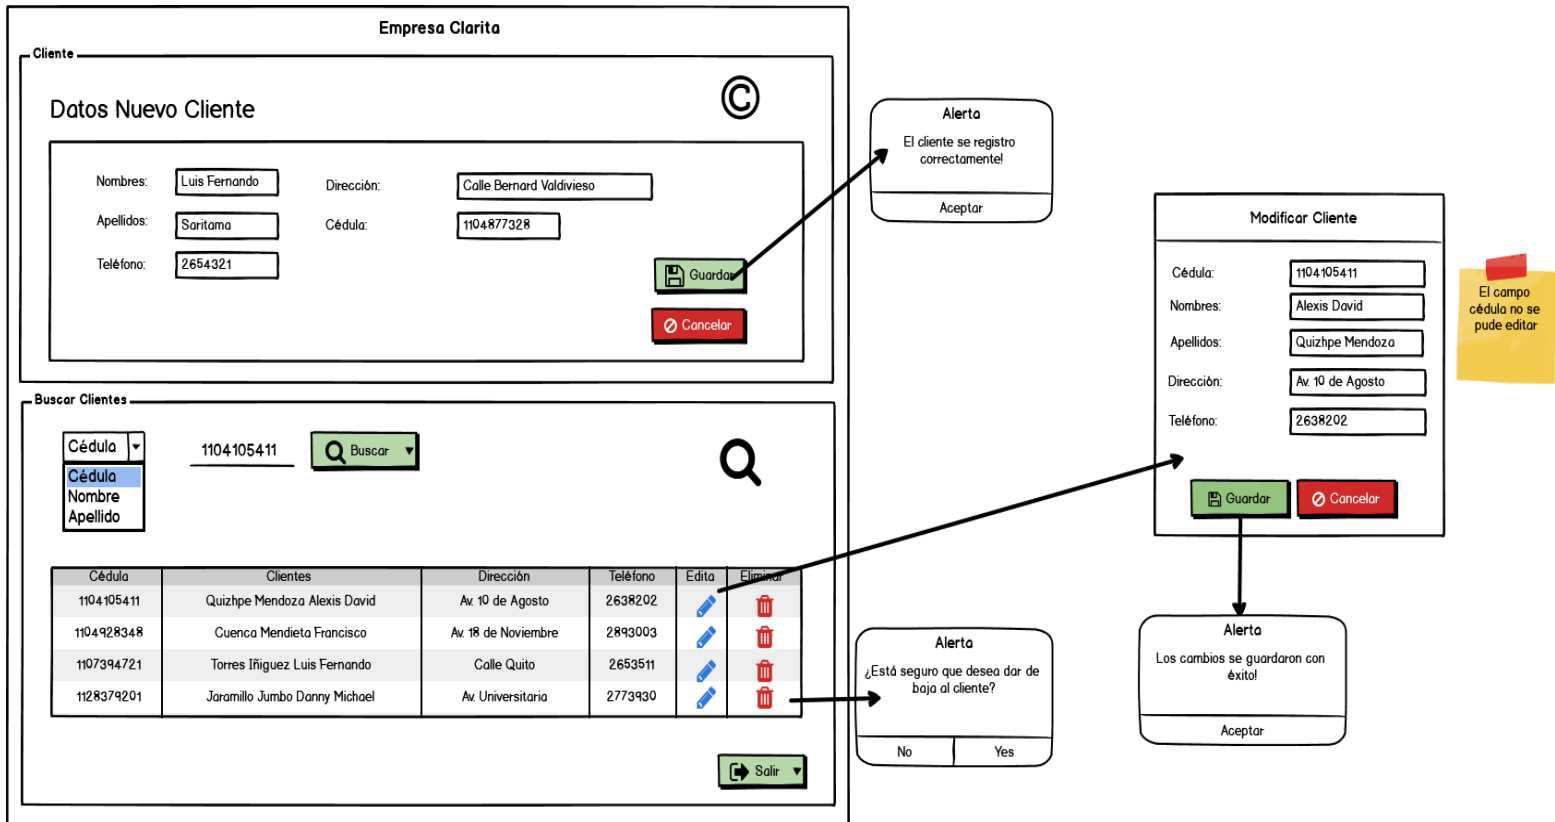 Empresa Clarita
Cliente
Datos Nuevo Cliente
©
Nombres: Luis Fernando Dirección: Calle Bernard Valdivieso
Apellidos: Saritama Cédula: 1104877328
Teléfono: 2654321
Guardar
Cancelar
Alerta
El cliente se registro
correctamente!
Aceptar
Buscar Clientes
Cédula 1104105411 Buscar
Cédula
Nombre
Apellido
Cédula Clientes Dirección Teléfono Edita Eliminar
1104105411 Quizhpe Mendoza Alexis David Av. 10 de Agosto 2638202
1104928348 Cuenca Mendieta Francisco Av. 18 de Noviembre 2893003
1107394721 Torres Iñiguez Luis Fernando Calle Quito 2653511
1128379201 Jaramillo Jumbo Danny Michael Av. Universitaria 2773930
Salir
Alerta
¿Está seguro que desea dar de
baja al cliente?
No Yes
Modificar Cliente
Cédula: 1104105411
Nombres: Alexis David
Apellidos: Quizhpe Mendoza
Dirección: Av. 10 de Agosto
Teléfono: 2638202
Guardar Cancelar
El campo
cédula no se
pude editar
Alerta
Los cambios se guardaron con
éxito!
Aceptar